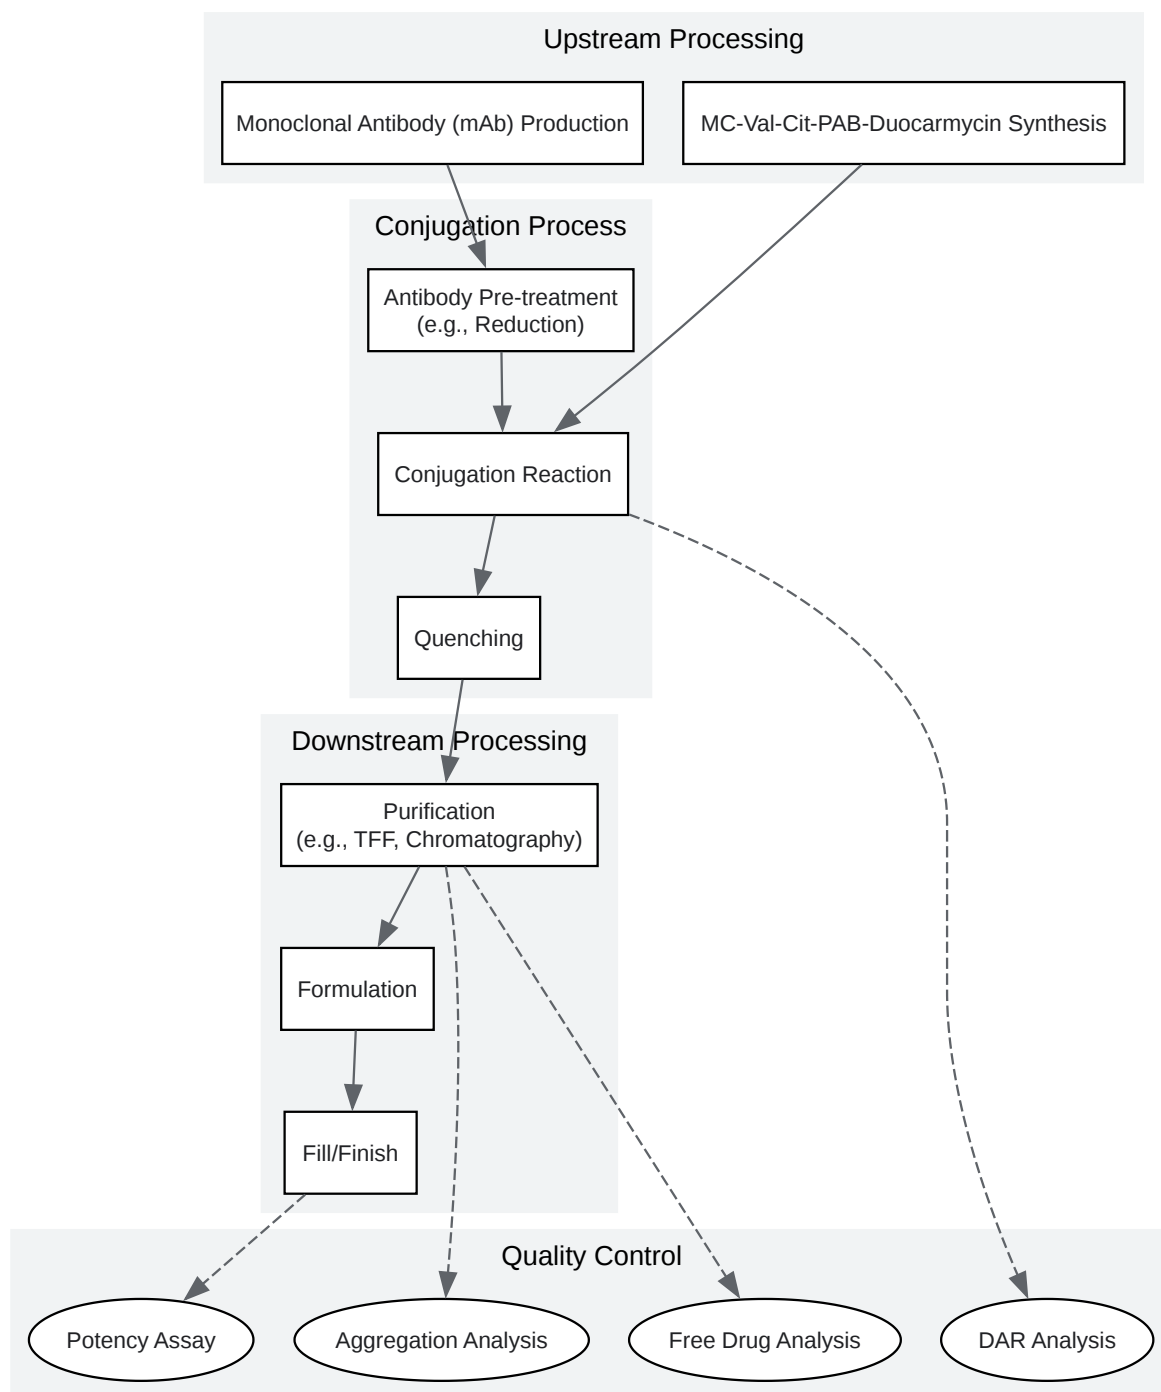 Upstream Processing
Monoclonal Antibody (mAb) Production
MC-Val-Cit-PAB-Duocarmycin Synthesis
Conjugation Process
Antibody Pre-treatment
(e.g., Reduction)
Conjugation Reaction
Quenching
Downstream Processing
Purification
(e.g., TFF, Chromatography)
Formulation
Fill/Finish
Quality Control
Potency Assay
Aggregation Analysis
Free Drug Analysis
DAR Analysis